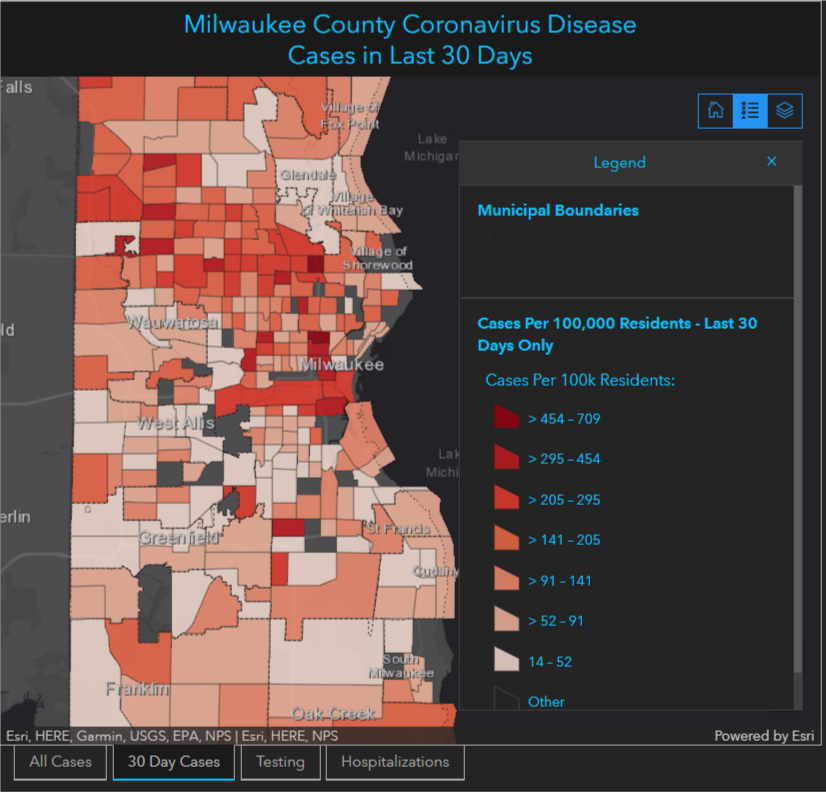 Milwaukee County Coronavirus Disease
Cases in Last 30 Days
Falls
Village of
Fox Point
Lake
Michigan
Glendale
Village
of Whitefish Bay
Village of
Shorewood
ld
Wauwatosa
Milwaukee
West Allis
Lak
Michi
erlin
Greenfield
St Francis
Cudahy
South
Milwaukee
Franklin
Oak Creek
Legend
×
Municipal Boundaries
Cases Per 100,000 Residents - Last 30
Days Only
Cases Per 100k Residents:
> 454 – 709
> 295 – 454
> 205 – 295
> 141 – 205
> 91 – 141
> 52 – 91
14 – 52
Other
Esri, HERE, Garmin, USGS, EPA, NPS | Esri, HERE, NPS
Powered by Esri
All Cases
30 Day Cases
Testing
Hospitalizations